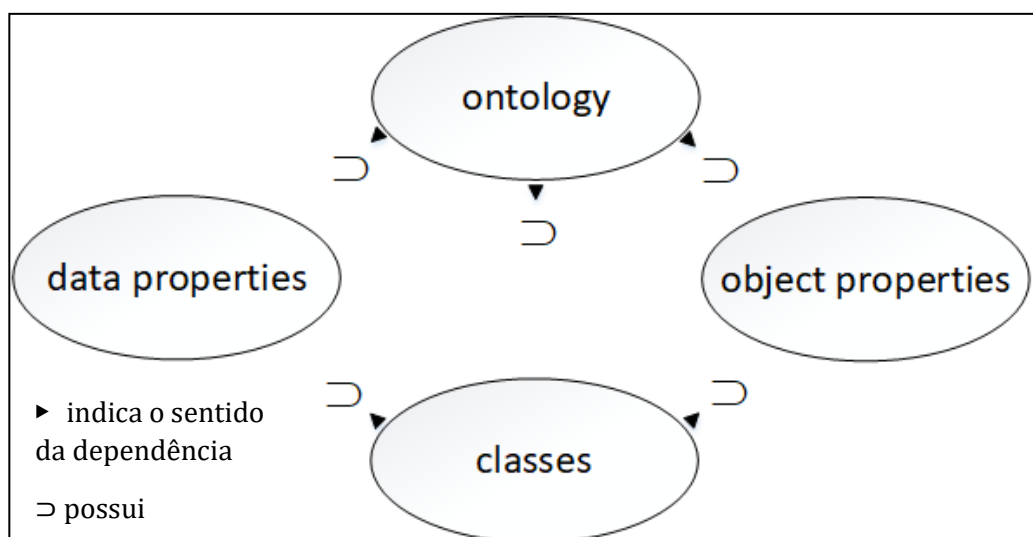 ontology
⊃ ⊃
⊃
data properties
object properties
⊃ ⊃
► indica o sentido
da dependência
classes
⊃ possui